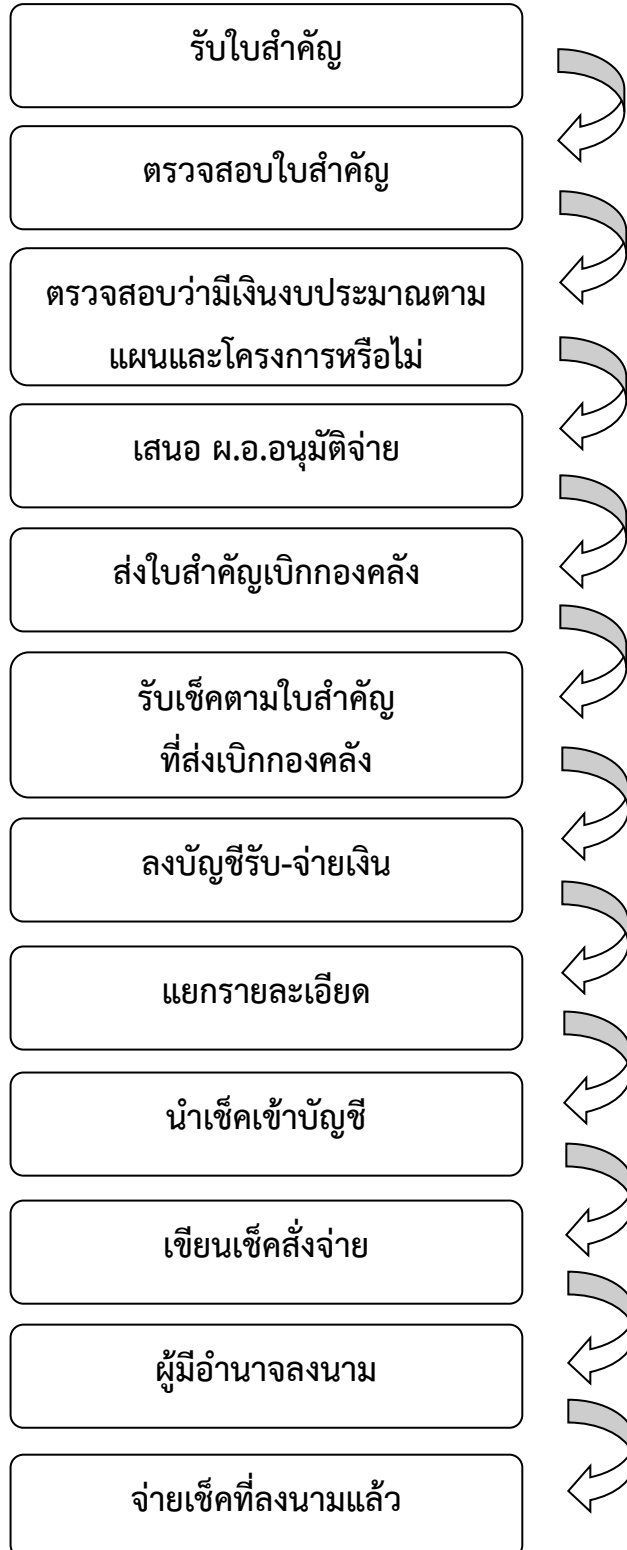 รับใบสำคัญ
ตรวจสอบใบสำคัญ
ตรวจสอบว่ามีเงินงบประมาณตาม
แผนและโครงการหรือไม่
เสนอ ผ.อ.อนุมัติจ่าย
ส่งใบสำคัญเบิกกองคลัง
รับเช็คตามใบสำคัญ
ที่ส่งเบิกกองคลัง
ลงบัญชีรับ-จ่ายเงิน
แยกรายละเอียด
นำเช็คเข้าบัญชี
เขียนเช็คสั่งจ่าย
ผู้มีอำนาจลงนาม
จ่ายเช็คที่ลงนามแล้ว